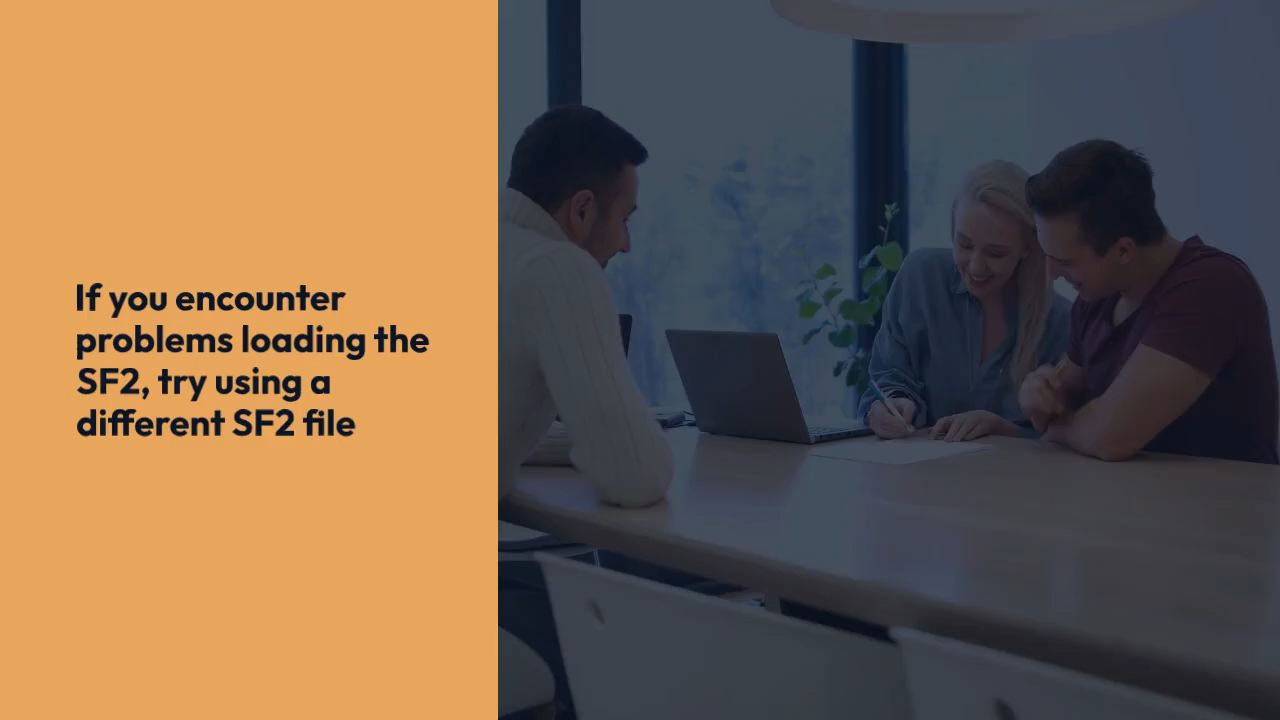 If you encounter
problems loading the
SF2, try using a
different SF2 file